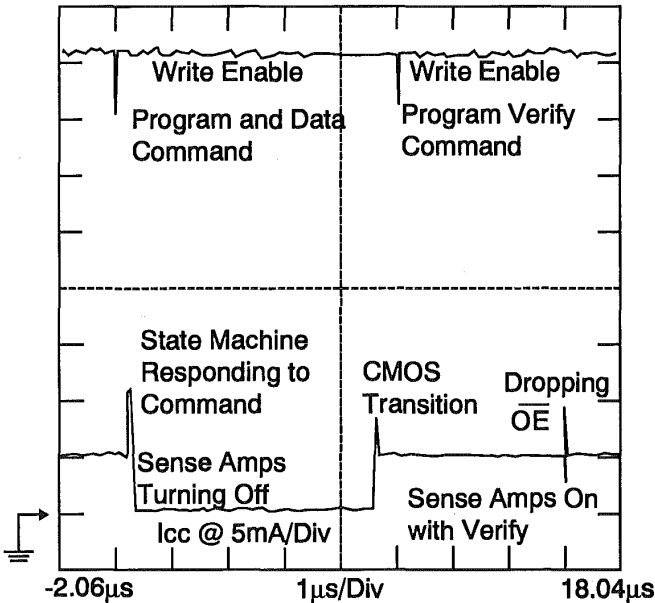 Write Enable
Write Enable
Program and Data
Command
Program Verify
Command
State Machine
Responding to
Command
CMOS
Transition
Dropping
OE
Sense Amps
Turning Off
Sense Amps On
with Verify
Icc @ 5mA/Div
-2.06µs
1µs/Div
18.04µs